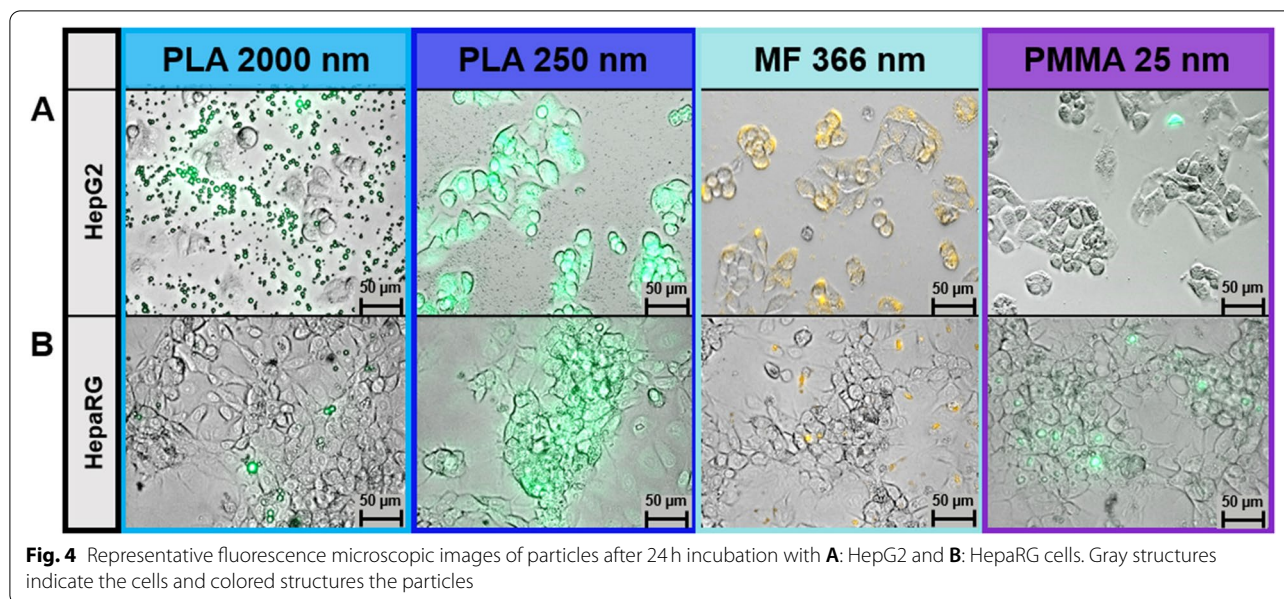 PLA 2000 nm PLA 250 nm MF 366 nm PMMA 25 nm
A
HepG2
50 µm 50 µm 50 µm 50 µm
B
HepaRG
50 µm 50 µm 50 µm 50 µm
Fig. 4 Representative fluorescence microscopic images of particles after 24 h incubation with A: HepG2 and B: HepaRG cells. Gray structures
indicate the cells and colored structures the particles